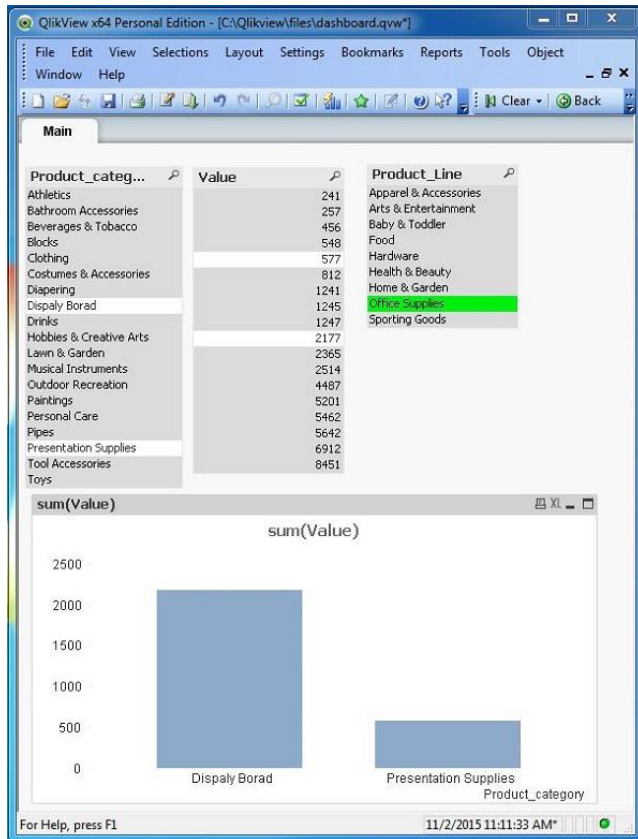 QlikView x64 Personal Edition - [C:\Qlikview\files\dashboard.qvw*]
File Edit View Selections Layout Settings Bookmarks Reports Tools Object
Window Help
Clear Back
Main
Product_categ...
Athletics
Bathroom Accessories
Beverages & Tobacco
Blocks
Clothing
Costumes & Accessories
Diapering
Dispaly Borad
Drinks
Hobbies & Creative Arts
Lawn & Garden
Musical Instruments
Outdoor Recreation
Paintings
Personal Care
Pipes
Presentation Supplies
Tool Accessories
Toys
Value
241
257
456
548
577
812
1241
1245
1247
2177
2365
2514
4487
5201
5462
5642
6912
8451
Product_Line
Apparel & Accessories
Arts & Entertainment
Baby & Toddler
Food
Hardware
Health & Beauty
Home & Garden
Office Supplies
Sporting Goods
sum(Value)
XL
sum(Value)
2500
2000
1500
1000
500
0
Dispaly Borad Presentation Supplies
Product_category
For Help, press F1 11/2/2015 11:11:33 AM*